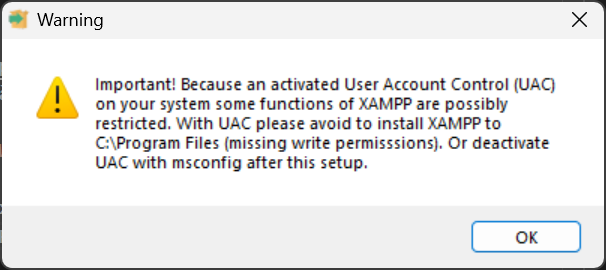 Warning
Important! Because an activated User Account Control (UAC)
on your system some functions of XAMPP are possibly
restricted. With UAC please avoid to install XAMPP to
C:\Program Files (missing write permisssions). Or deactivate
UAC with msconfig after this setup.
OK